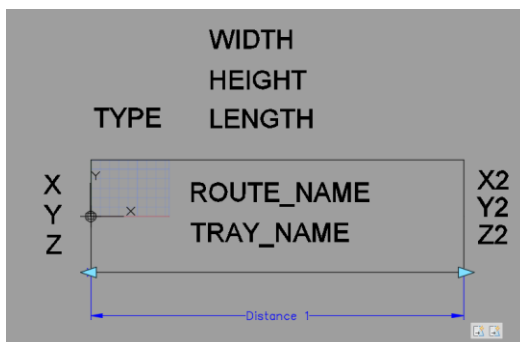 WIDTH
HEIGHT
TYPE LENGTH
X
Y
Z
Y
X
ROUTE_NAME
TRAY_NAME
X2
Y2
Z2
Distance 1